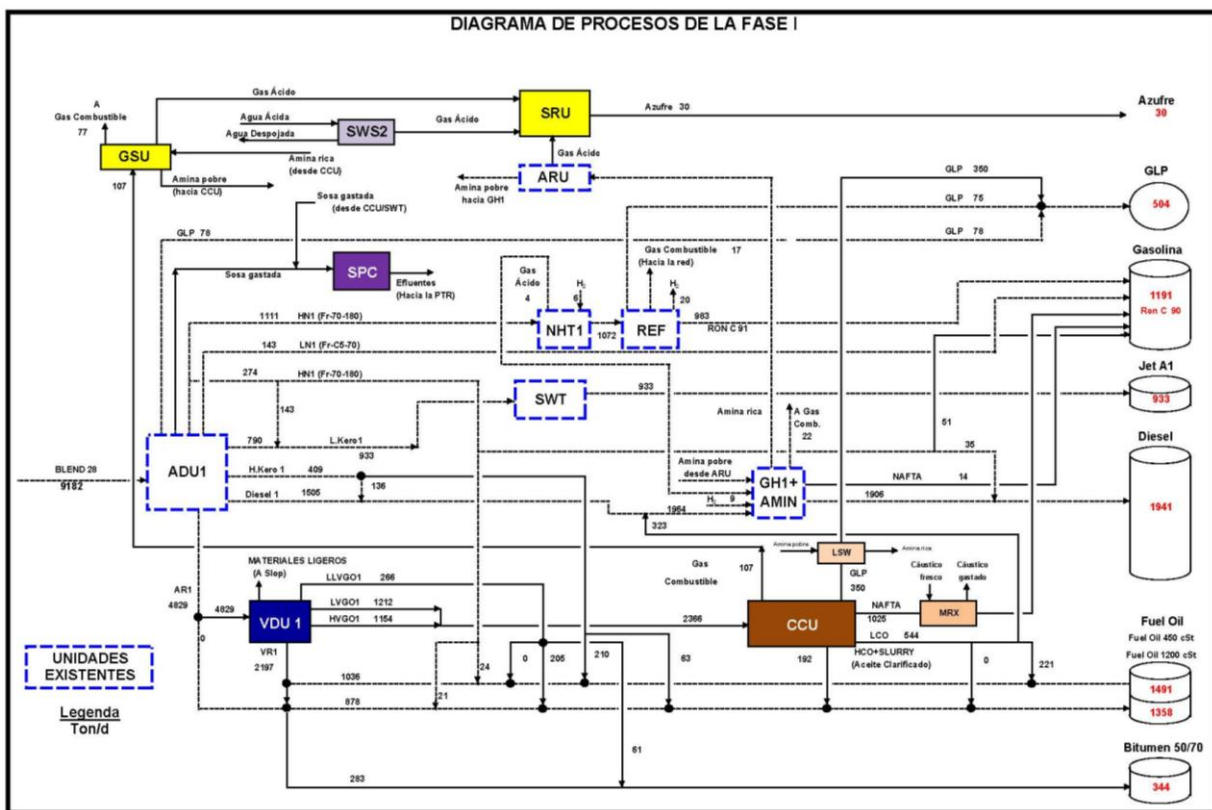 DIAGRAMA DE PROCESOS DE LA FASE I
A
Gas Combustible
77
Gas Ácido
Agua Ácida
Agua Despojada
SWS2
Gas Ácido
SRU
Azufre 30
Azufre
30
GSU
107
Amina rica
(desde CCU)
Amina pobre
(hacia CCU)
Gas Ácido
ARU
Amina pobre
hacia GH1
GLP 350
GLP 75
GLP 78
GLP
504
Sosa gastada
(desde CCU/SWT)
GLP 78
Sosa gastada
SPC
Efluentes
(Hacia la PTR)
Gas
Ácido
4
H2
6
Gas Combustible 17
(Hacia la red)
H2
20
Gasolina
1191
Ron C 90
1111 HN1 (Fr-70-180)
NHT1
1072
REF
983
RON C 91
143 LN1 (Fr-C5-70)
274 HN1 (Fr-70-180)
143
SWT
933
Jet A1
933
Amina rica
A Gas
Comb.
22
51
35
Diesel
1941
790 L.Kero1
933
BLEND 28
9182
ADU1
H.Kero 1 409
136
Diesel 1 1505
Amina pobre
desde ARU
H2 9
1964
GH1+
AMIN
NAFTA 14
1906
323
MATERIALES LIGEROS
(A Slop)
LLVGO1 266
LVGO1 1212
HVGO1 1154
2366
AR1
4829
4829
0
VDU 1
VR1
2197
Gas
Combustible
107
Amina pobre
LSW
Amina rica
GLP
350
Cáustico
fresco
Cáustico
gastado
CCU
NAFTA
1025
MRX
LCO 544
HCO+SLURRY
(Aceite Clarificado)
192
0
221
Fuel Oil
Fuel Oil 450 cSt
Fuel Oil 1200 cSt
1491
1358
UNIDADES
EXISTENTES
Legenda
Ton/d
1036
878
21
24
0
205
210
63
61
283
Bitumen 50/70
344